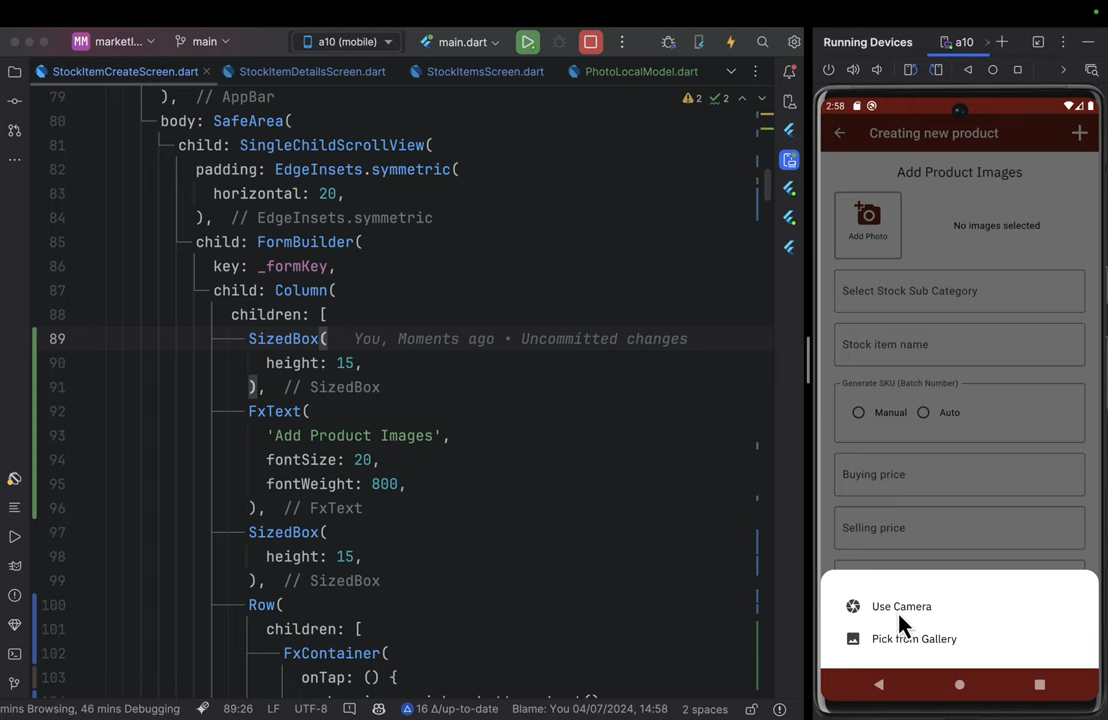 MM marketl... main a10 (mobile) main.dart
StockItemCreateScreen.dart StockItemDetailsScreen.dart StockItemsScreen.dart PhotoLocalModel.dart
79 ), // AppBar
2 2
80 body: SafeArea(
81 child: SingleChildScrollView(
82 padding: EdgeInsets.symmetric(
83 horizontal: 20,
84 ), // EdgeInsets.symmetric
85 child: FormBuilder(
86 key: _formKey,
87 child: Column(
88 children: [
89 SizedBox( You, Moments ago • Uncommitted changes
90 height: 15,
91 ), // SizedBox
92 FxText(
93 'Add Product Images',
94 fontSize: 20,
95 fontWeight: 800,
96 ), // FxText
97 SizedBox(
98 height: 15,
99 ), // SizedBox
100 Row(
101 children: [
102 FxContainer(
103 onTap: () {
mins Browsing, 46 mins Debugging 89:26 LF UTF-8 16 Δ/up-to-date Blame: You 04/07/2024, 14:58 2 spaces
Running Devices a10
2:58
Creating new product
Add Product Images
Add Photo
No images selected
Select Stock Sub Category
Stock item name
Generate SKU (Batch Number)
Manual Auto
Buying price
Selling price
Use Camera
Pick from Gallery